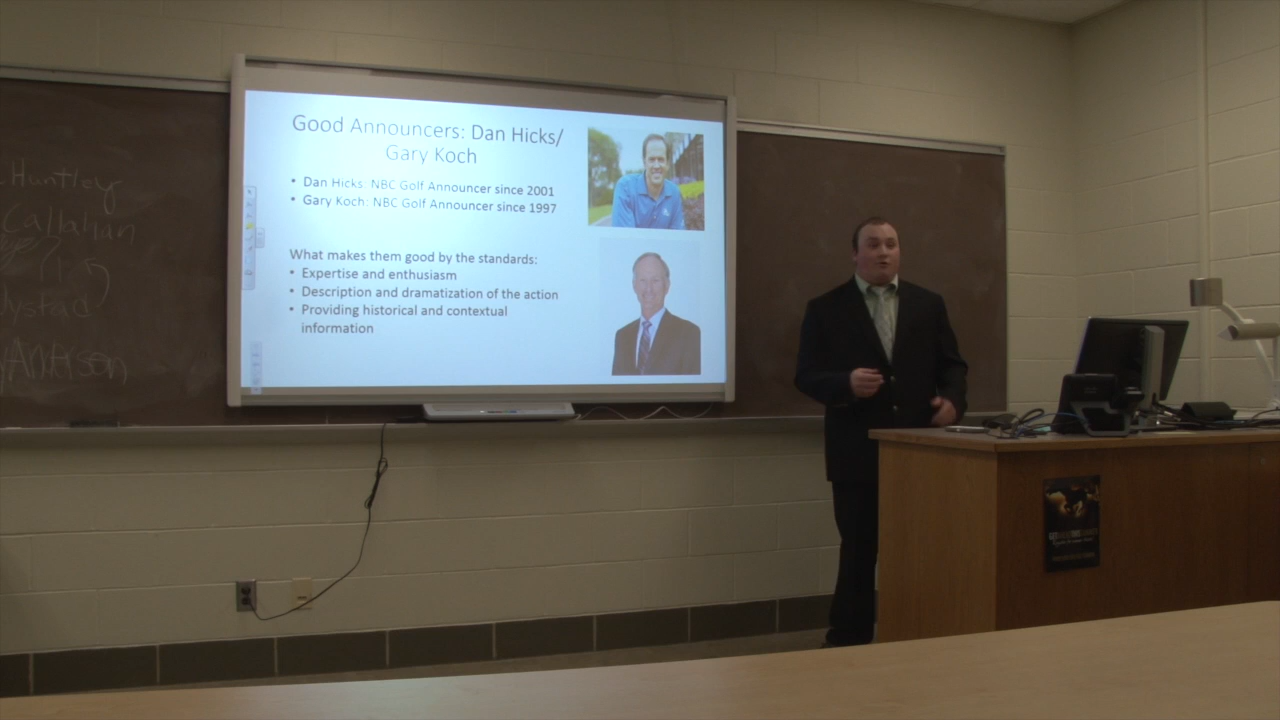 Good Announcers: Dan Hicks/
Gary Koch
• Dan Hicks: NBC Golf Announcer since 2001
• Gary Koch: NBC Golf Announcer since 1997
What makes them good by the standards:
• Expertise and enthusiasm
• Description and dramatization of the action
• Providing historical and contextual
information
Huntley
Callahan